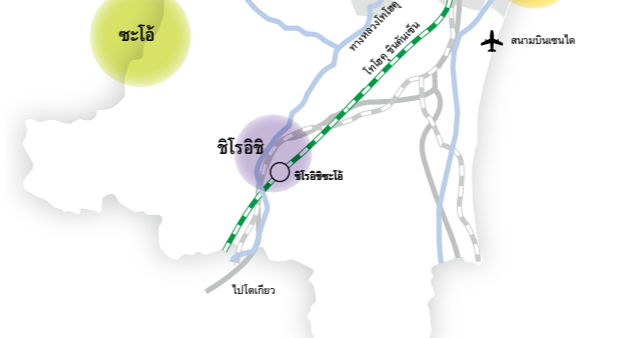 ซะโอ้
ทางหลวงโทโฮคุ
โทโฮคุ ชินคันเซ็น
สนามบินเซนได
ชิโรอิชิ
ชิโรอิชิซะโอ้
ไปโตเกียว